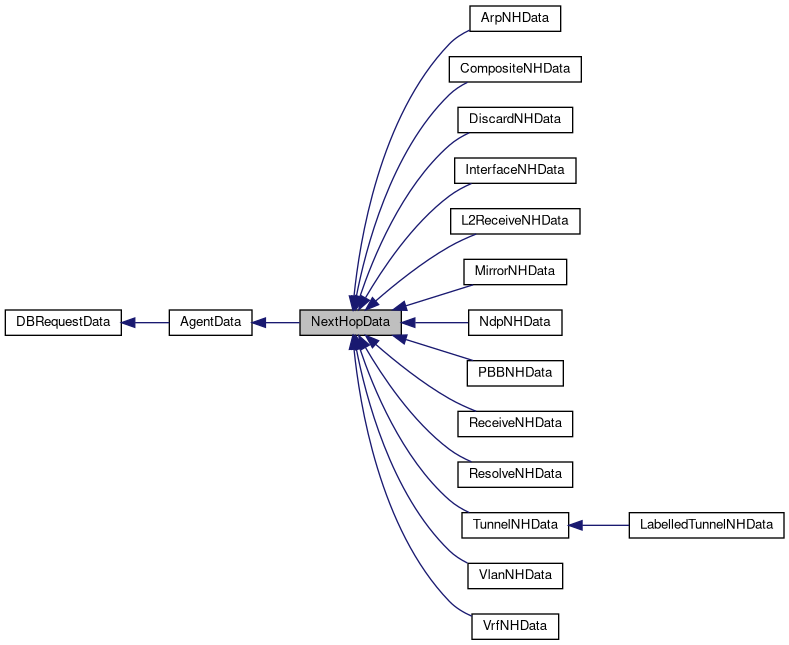 ArpNHData
CompositeNHData
DiscardNHData
InterfaceNHData
L2ReceiveNHData
MirrorNHData
DBRequestData
AgentData
NextHopData
NdpNHData
PBBNHData
ReceiveNHData
ResolveNHData
TunnelNHData
LabelledTunnelNHData
VlanNHData
VrfNHData